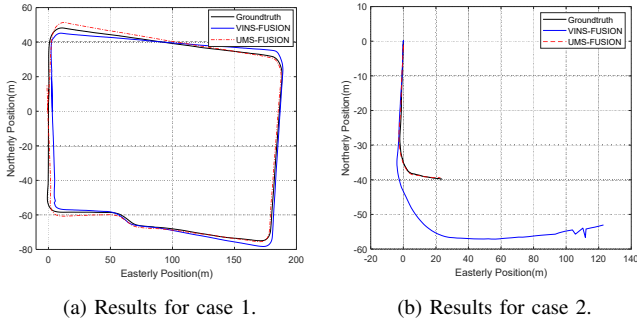 (a)
60
40
20
0
-20
-40
-60
-80
0
50
100
150
200
Northerly Position(m)
Easterly Position(m)
Groundtruth
VINS-FUSION
UMS-FUSION
(b)
10
0
-10
-20
-30
-40
-50
-60
-20
0
20
40
60
80
100
120
140
Northerly Position(m)
Easterly Position(m)
Groundtruth
VINS-FUSION
UMS-FUSION
(a) Results for case 1.
(b) Results for case 2.